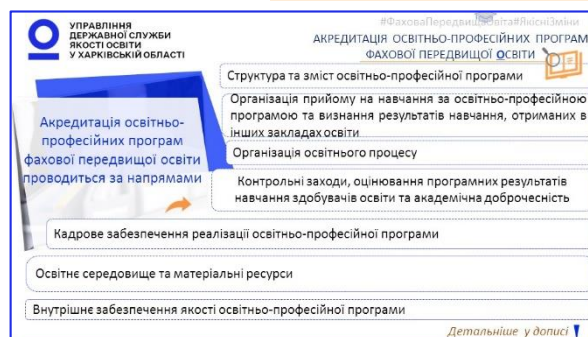 УПРАВЛІННЯ
ДЕРЖАВНОЇ СЛУЖБИ
ЯКОСТІ ОСВІТИ
У ХАРКІВСЬКІЙ ОБЛАСТІ
#ФаховаПередвищаОсвіта#ЯкісніЗміни
АКРЕДИТАЦІЯ ОСВІТНЬО-ПРОФЕСІЙНИХ ПРОГРАМ
ФАХОВОЇ ПЕРЕДВИЩОЇ ОСВІТИ
Акредитація освітньо-
професійних програм
фахової передвищої освіти
проводиться за напрямами
Структура та зміст освітньо-професійної програми
Організація прийому на навчання за освітньо-професійною
програмою та визнання результатів навчання, отриманих в
інших закладах освіти
Організація освітнього процесу
Контрольні заходи, оцінювання програмних результатів
навчання здобувачів освіти та академічна доброчесність
Кадрове забезпечення реалізації освітньо-професійної програми
Освітнє середовище та матеріальні ресурси
Внутрішнє забезпечення якості освітньо-професійної програми
Детальніше у дописі !